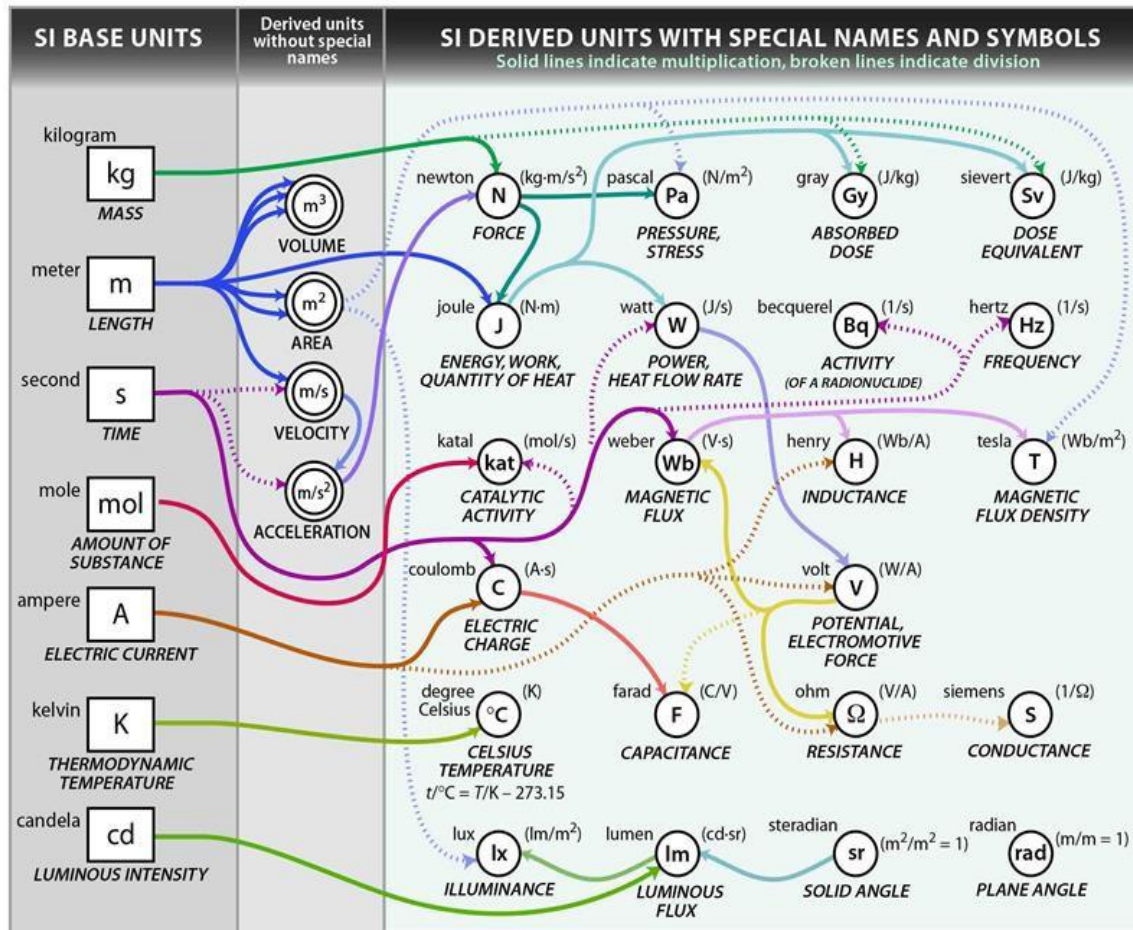 SI BASE UNITS
Derived units
without special
names
SI DERIVED UNITS WITH SPECIAL NAMES AND SYMBOLS
Solid lines indicate multiplication, broken lines indicate division
kilogram
kg
MASS
meter
m
LENGTH
second
s
TIME
mole
mol
AMOUNT OF
SUBSTANCE
ampere
A
ELECTRIC CURRENT
kelvin
K
THERMODYNAMIC
TEMPERATURE
candela
cd
LUMINOUS INTENSITY
m³
VOLUME
m²
AREA
m/s
VELOCITY
m/s²
ACCELERATION
newton
N
(kg·m/s²)
FORCE
pascal
Pa
(N/m²)
PRESSURE,
STRESS
gray
Gy
(J/kg)
ABSORBED
DOSE
sievert
Sv
(J/kg)
DOSE
EQUIVALENT
joule
J
(N·m)
ENERGY, WORK,
QUANTITY OF HEAT
watt
W
(J/s)
POWER,
HEAT FLOW RATE
becquerel
Bq
(1/s)
ACTIVITY
(OF A RADIONUCLIDE)
hertz
Hz
(1/s)
FREQUENCY
katal
kat
(mol/s)
CATALYTIC
ACTIVITY
weber
Wb
(V·s)
MAGNETIC
FLUX
henry
H
(Wb/A)
INDUCTANCE
tesla
T
(Wb/m²)
MAGNETIC
FLUX DENSITY
coulomb
C
(A·s)
ELECTRIC
CHARGE
volt
V
(W/A)
POTENTIAL,
ELECTROMOTIVE
FORCE
degree
Celsius
°C
(K)
CELSIUS
TEMPERATURE
t/°C = T/K – 273.15
farad
F
(C/V)
CAPACITANCE
ohm
Ω
(V/A)
RESISTANCE
siemens
S
(1/Ω)
CONDUCTANCE
lux
lx
(lm/m²)
ILLUMINANCE
lumen
lm
(cd·sr)
LUMINOUS
FLUX
steradian
sr
(m²/m² = 1)
SOLID ANGLE
radian
rad
(m/m = 1)
PLANE ANGLE